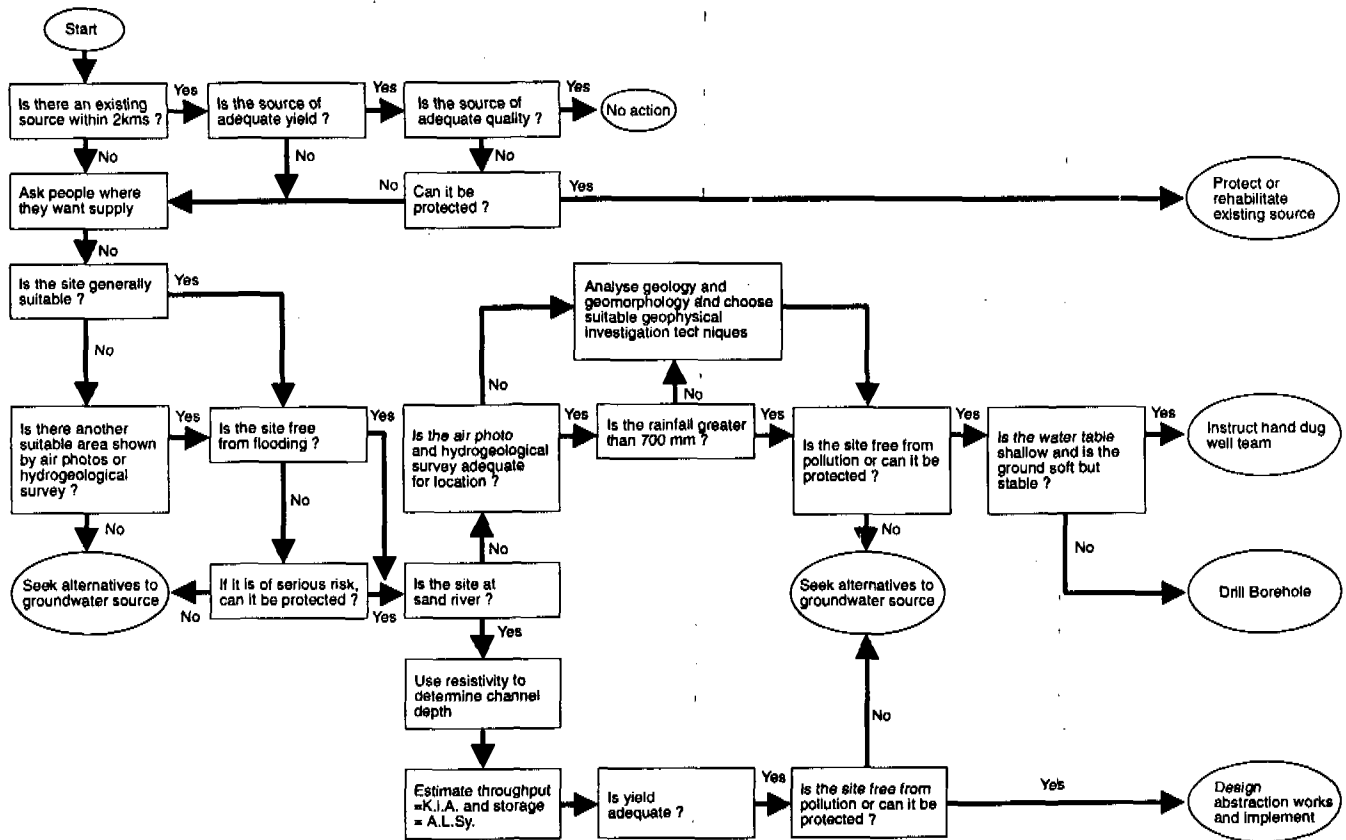 Start
Is there an existing
source within 2kms ?
Yes
Is the source of
adequate yield ?
Yes
Is the source of
adequate quality ?
Yes
No action
No
No
No
Ask people where
they want supply
No
Can it be
protected ?
Yes
Protect or
rehabilitate
existing source
No
Is the site generally
suitable ?
Yes
Analyse geology and
geomorphology and choose
suitable geophysical
investigation tect niques
No
No
No
Is there another
suitable area shown
by air photos or
hydrogeological
survey ?
Yes
Is the site free
from flooding ?
Yes
Is the air photo
and hydrogeological
survey adequate
for location ?
Yes
Is the rainfall greater
than 700 mm ?
Yes
Is the site free from
pollution or can it be
protected ?
Yes
Is the water table
shallow and is the
ground soft but
stable ?
Yes
Instruct hand dug
well team
No
No
No
No
No
Seek alternatives to
groundwater source
No
If it is of serious risk,
can it be protected ?
Yes
Is the site at
sand river ?
Seek alternatives to
groundwater source
Drill Borehole
Yes
Use resistivity to
determine channel
depth
No
Estimate throughput
=K.i.A. and storage
= A.L.Sy.
Is yield
adequate ?
Yes
Is the site free from
pollution or can it be
protected ?
Yes
Design
abstraction works
and implement